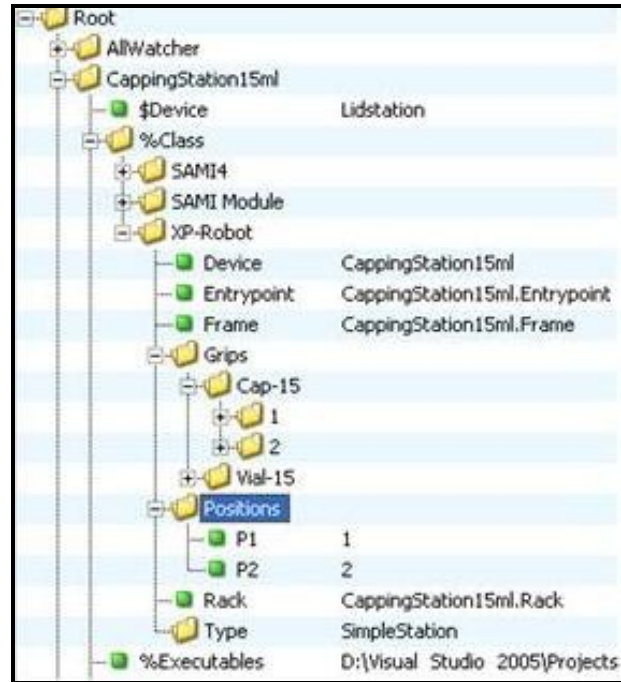 Root
AllWatcher
CappingStation15ml
$Device Lidstation
%Class
SAMI4
SAMI Module
XP-Robot
Device CappingStation15ml
Entrypoint CappingStation15ml.Entrypoint
Frame CappingStation15ml.Frame
Grips
Cap-15
1
2
Vial-15
Positions
P1 1
P2 2
Rack CappingStation15ml.Rack
Type SimpleStation
%Executables D:\Visual Studio 2005\Projects